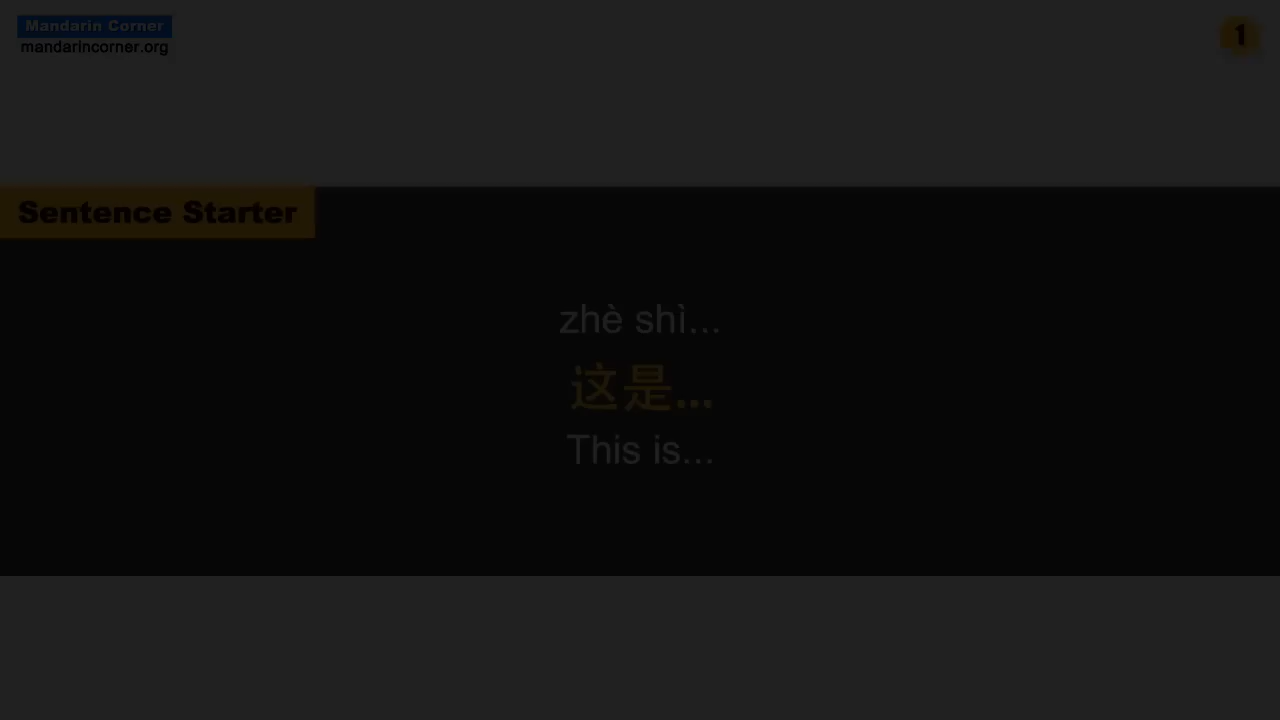 Mandarin Corner
mandarincorner.org
1
Sentence Starter
zhè shì...
这是...
This is...